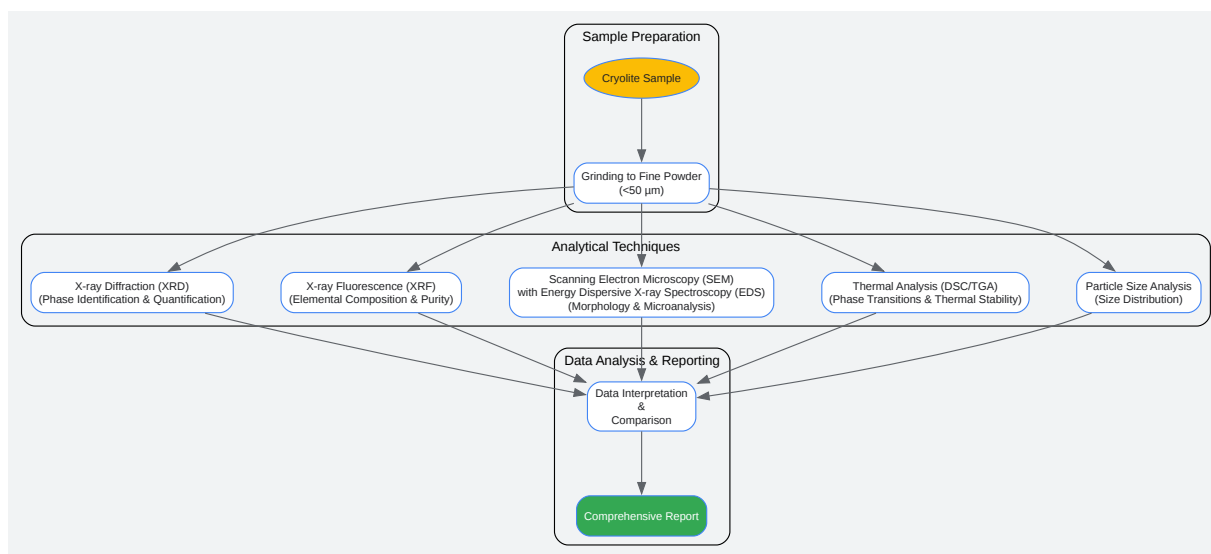 Sample Preparation
Cryolite Sample
Grinding to Fine Powder
(<50 µm)
Analytical Techniques
X-ray Diffraction (XRD)
(Phase Identification & Quantification)
X-ray Fluorescence (XRF)
(Elemental Composition & Purity)
Scanning Electron Microscopy (SEM)
with Energy Dispersive X-ray Spectroscopy (EDS)
(Morphology & Microanalysis)
Thermal Analysis (DSC/TGA)
(Phase Transitions & Thermal Stability)
Particle Size Analysis
(Size Distribution)
Data Analysis & Reporting
Data Interpretation
&
Comparison
Comprehensive Report